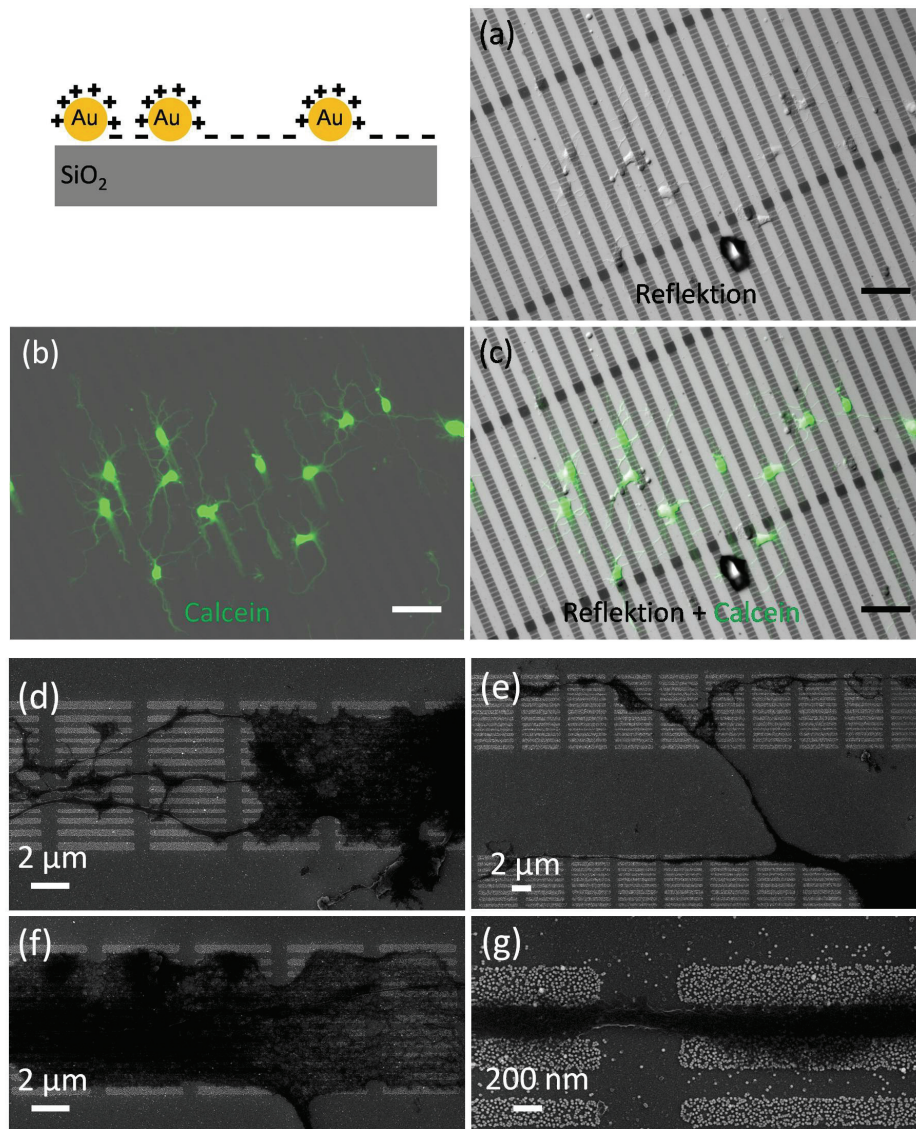 (a)
+ + + + + + +
+ + + + + + +
+ + + + + + +
Au
Au
Au
SiO2
Reflektion
(b)
Calcein
(c)
Reflektion + Calcein
(d)
2 µm
(e)
2 µm
(f)
2 µm
(g)
200 nm